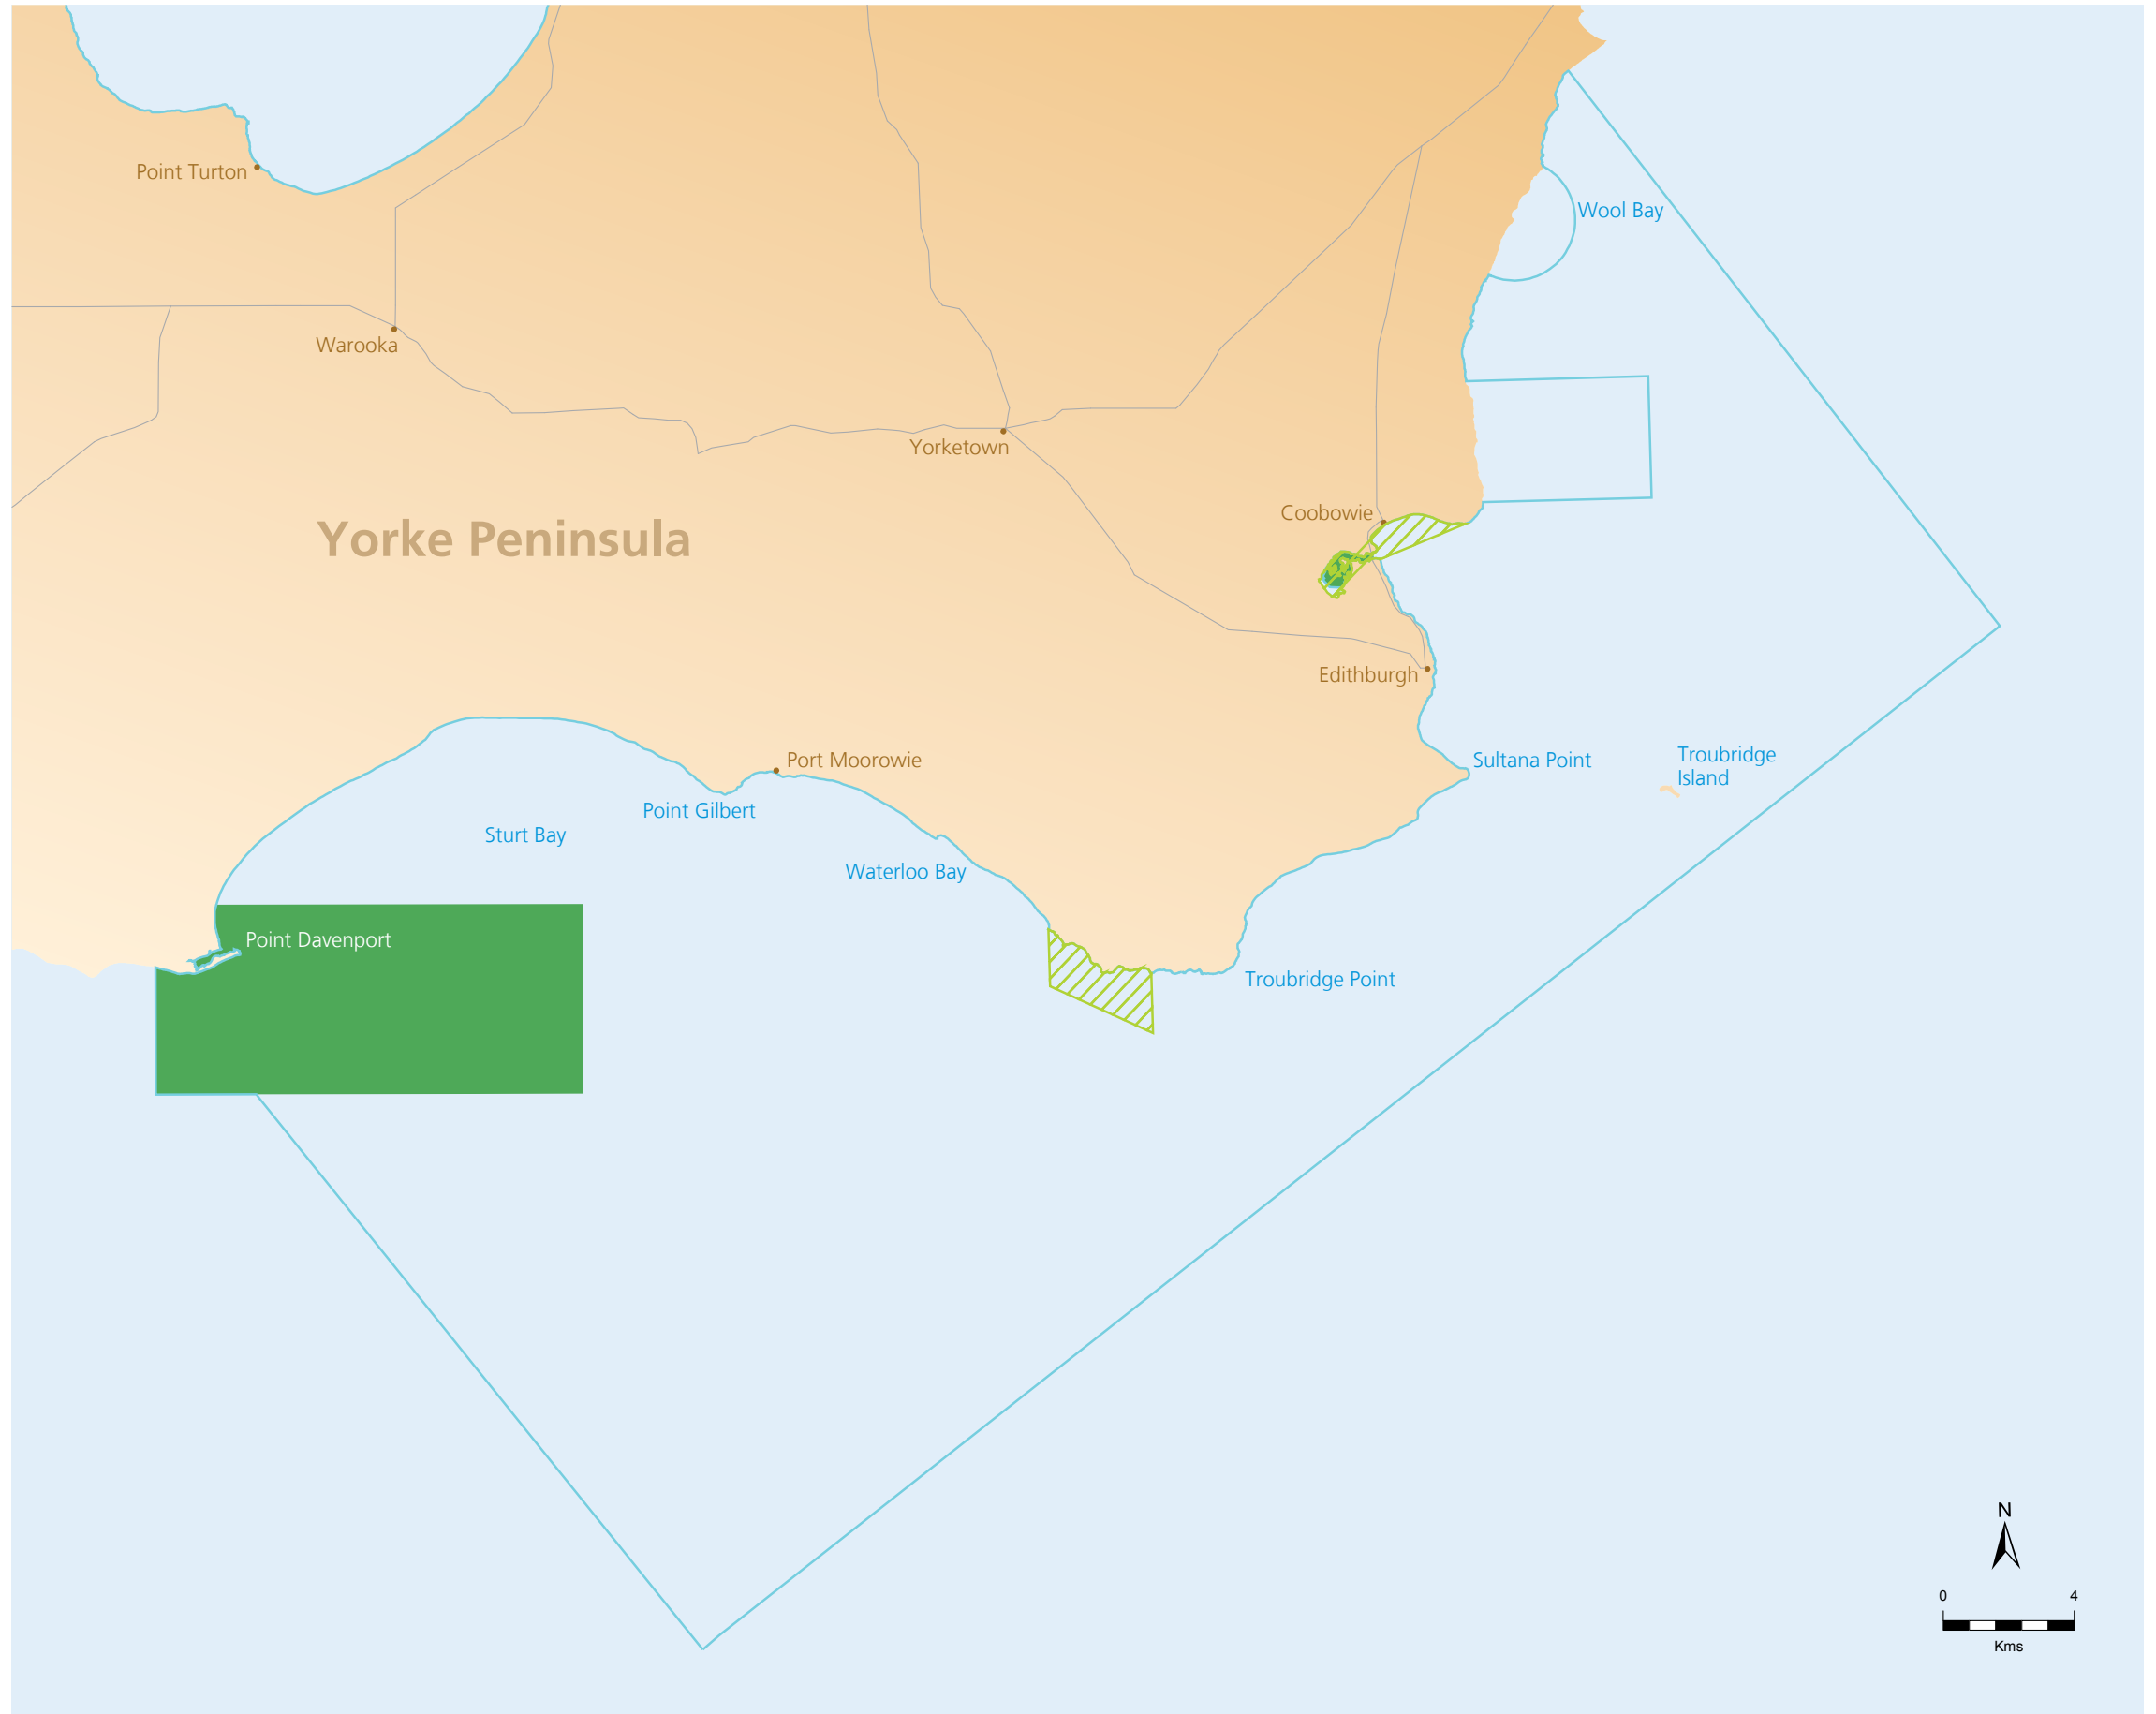 Point Turton
Wool Bay
Warooka
Yorketown
Coobowie
Yorke Peninsula
Edithburgh
Port Moorowie
Sultana Point
Troubridge
Island
Point Gilbert
Sturt Bay
Waterloo Bay
Point Davenport
Troubridge Point
N
0 4
Kms